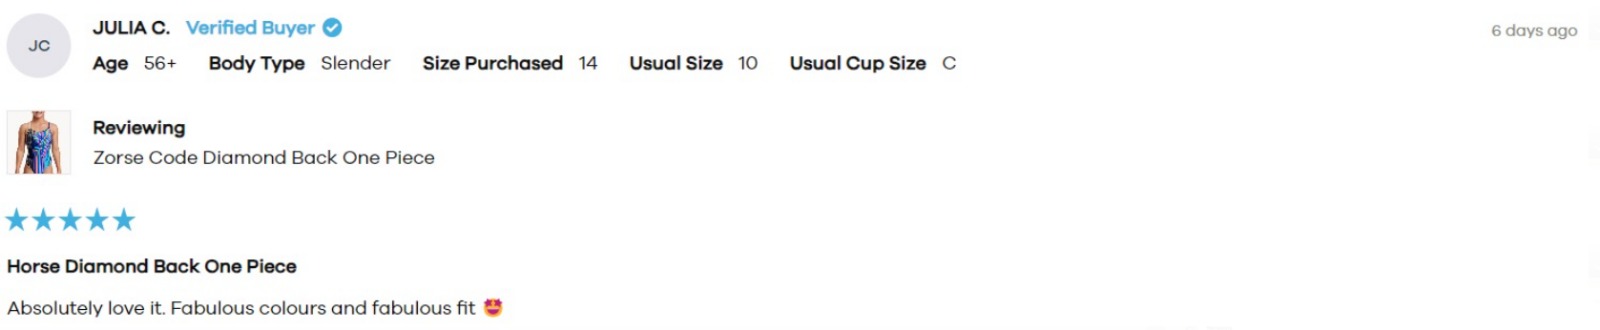 JC
JULIA C. Verified Buyer
6 days ago
Age 56+ Body Type Slender Size Purchased 14 Usual Size 10 Usual Cup Size C
Reviewing
Zorse Code Diamond Back One Piece
Horse Diamond Back One Piece
Absolutely love it. Fabulous colours and fabulous fit 🤩